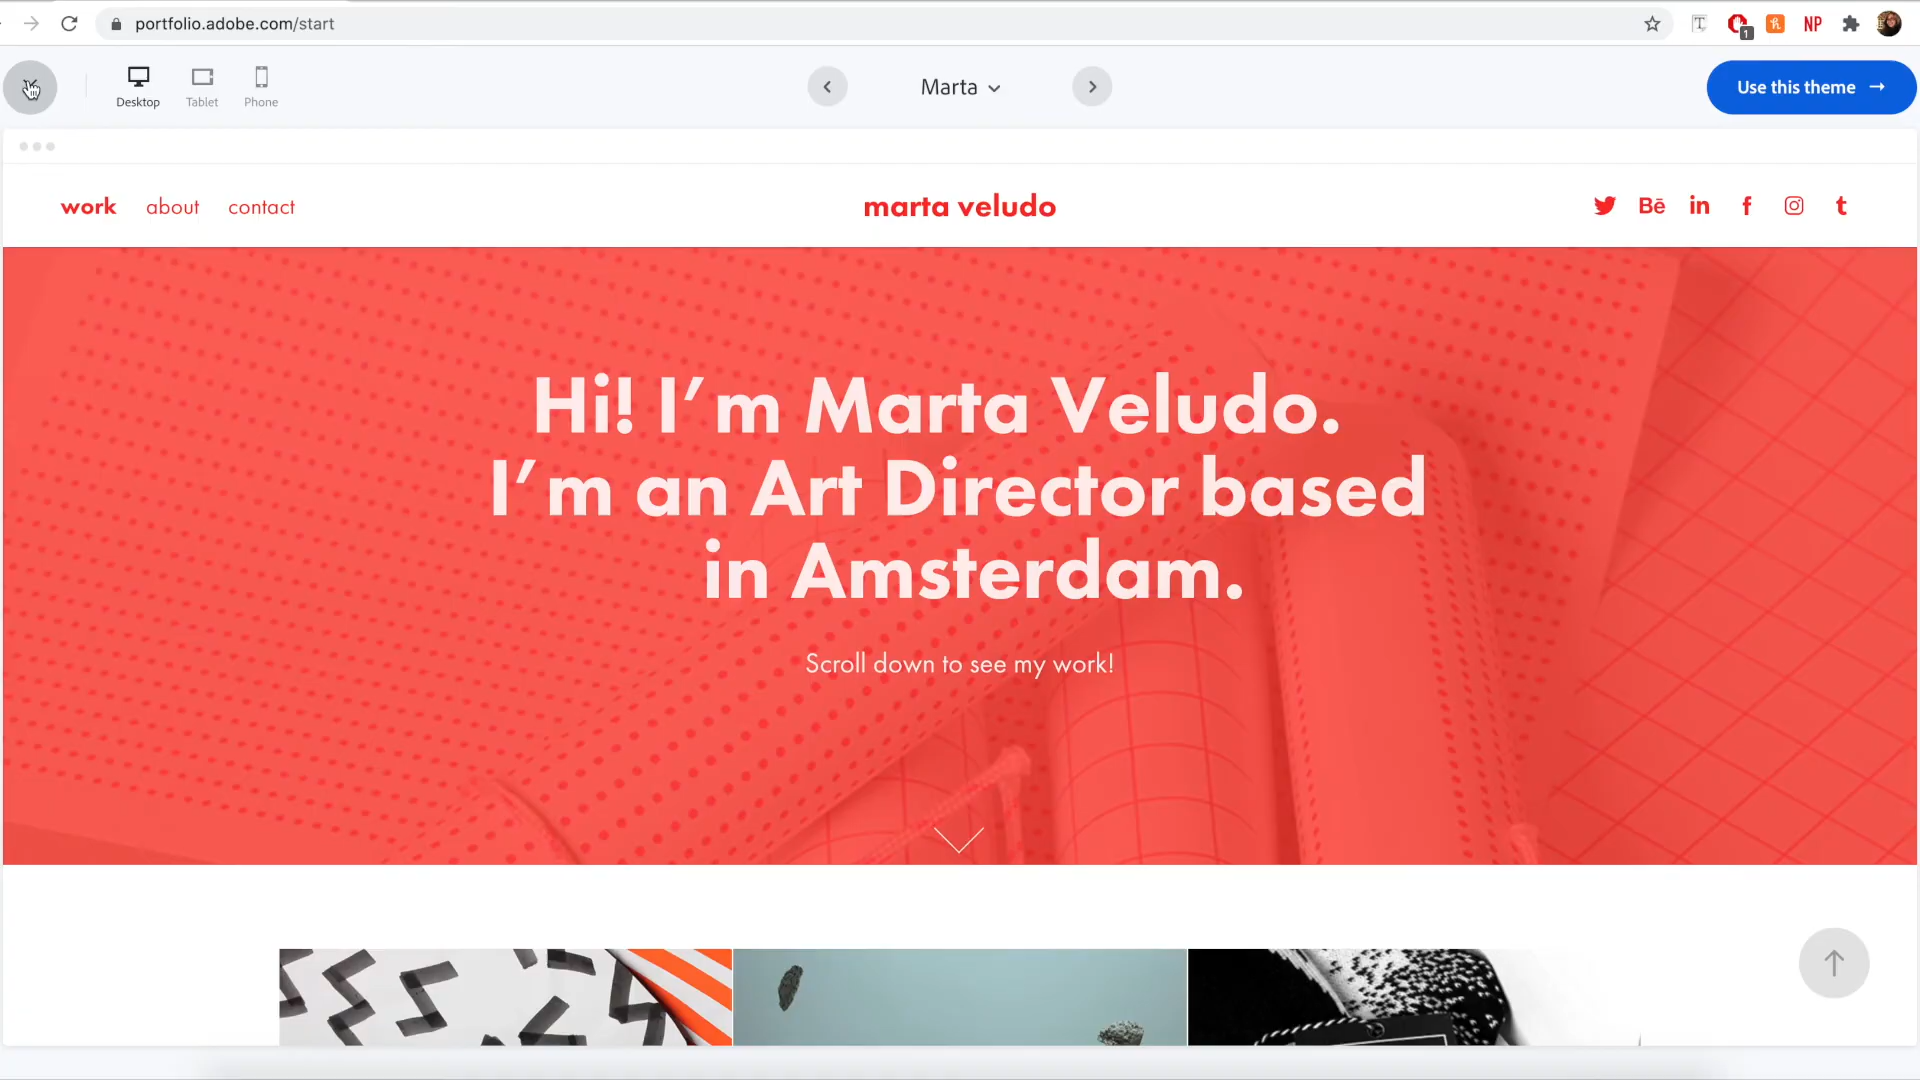 portfolio.adobe.com/start
1
NP
Desktop
Tablet
Phone
Marta
Use this theme →
work about contact
marta veludo
Bē in f t
Hi! I’m Marta Veludo.
I’m an Art Director based
in Amsterdam.
Scroll down to see my work!